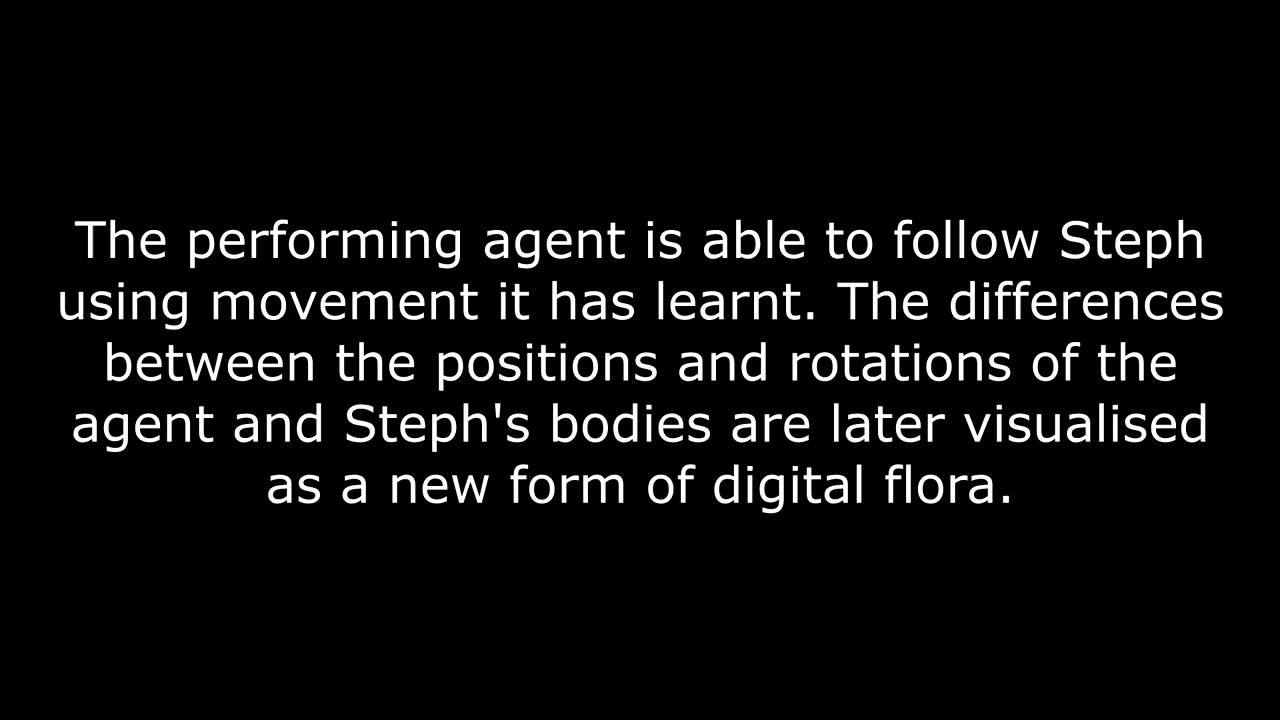 The performing agent is able to follow Steph
using movement it has learnt. The differences
between the positions and rotations of the
agent and Steph's bodies are later visualised
as a new form of digital flora.